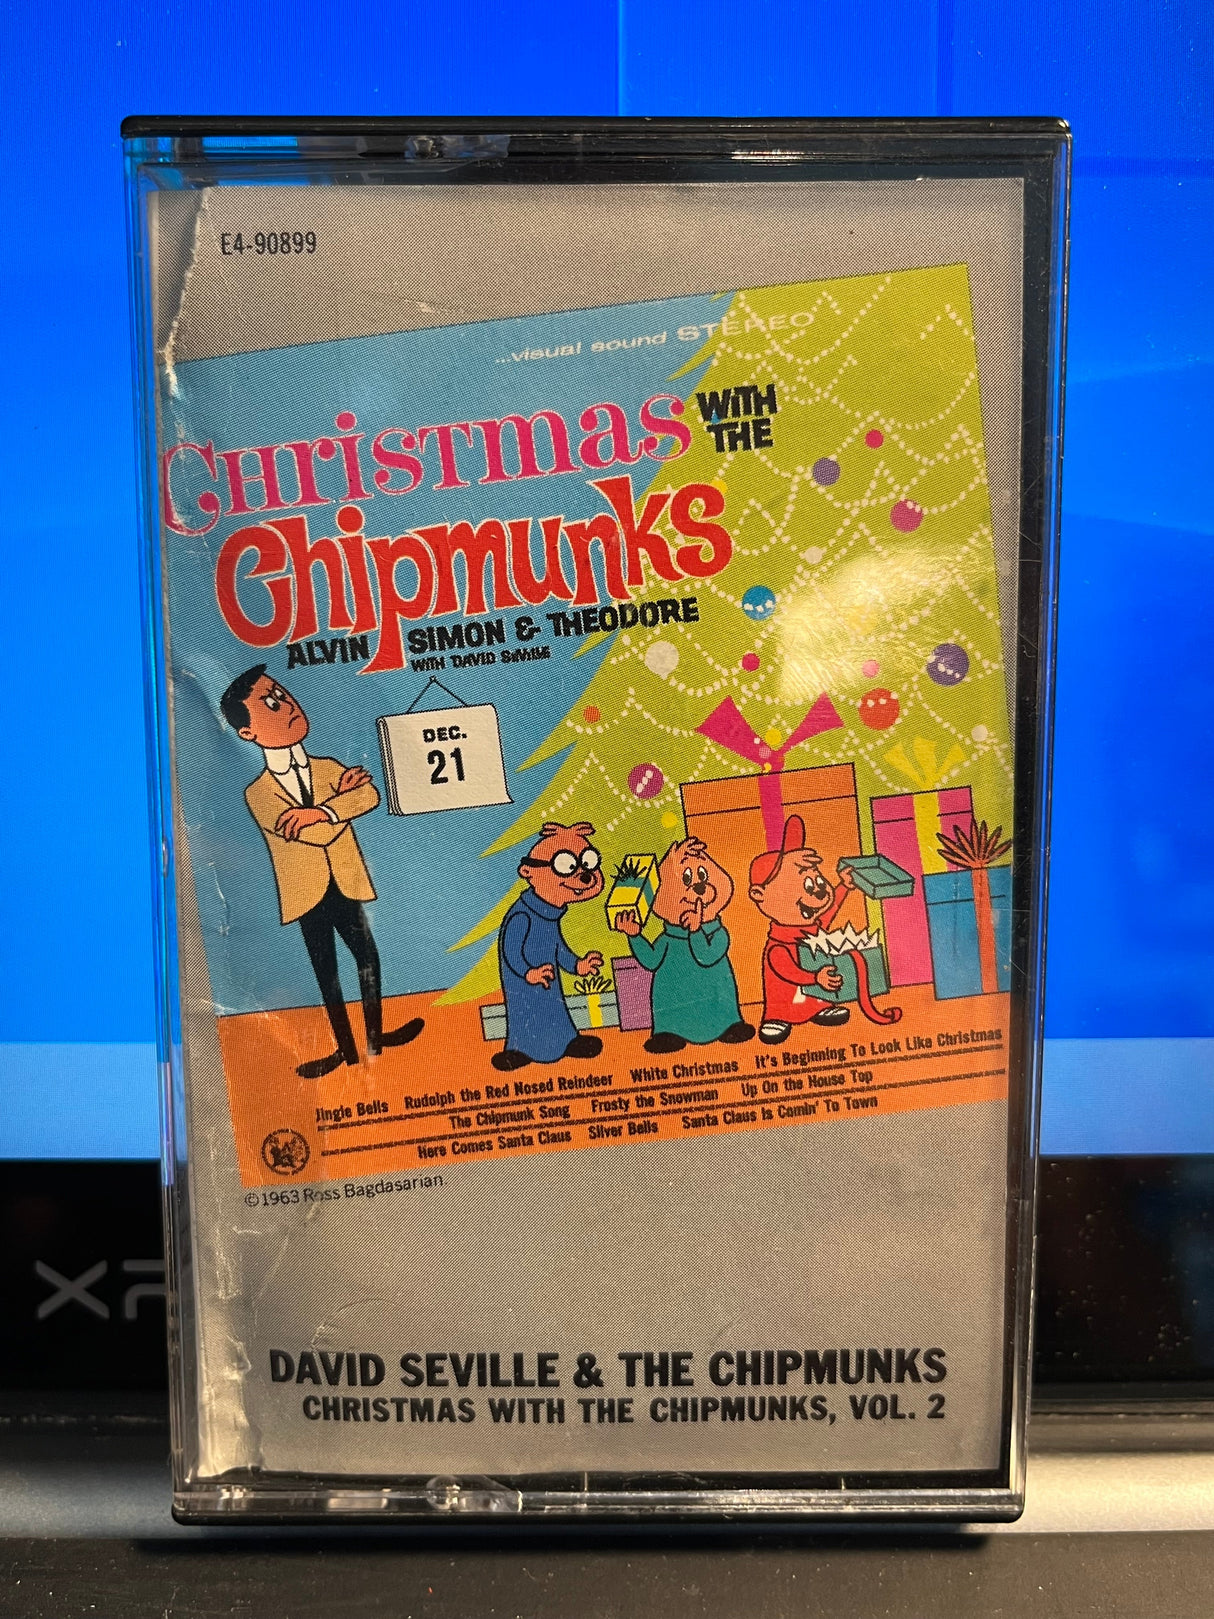 E4-90899
...visual sound STEREO
CHRISTMAS WITH THE
Chipmunks
ALVIN SIMON & THEODORE
WITH DAVID SEVILLE
DEC.
21
Jingle Bells Rudolph the Red Nosed Reindeer White Christmas It's Beginning To Look Like Christmas
The Chipmunk Song Frosty the Snowman Up On the House Top
Here Comes Santa Claus Silver Bells Santa Claus Is Comin' To Town
©1963 Ross Bagdasarian.
DAVID SEVILLE & THE CHIPMUNKS
CHRISTMAS WITH THE CHIPMUNKS, VOL. 2